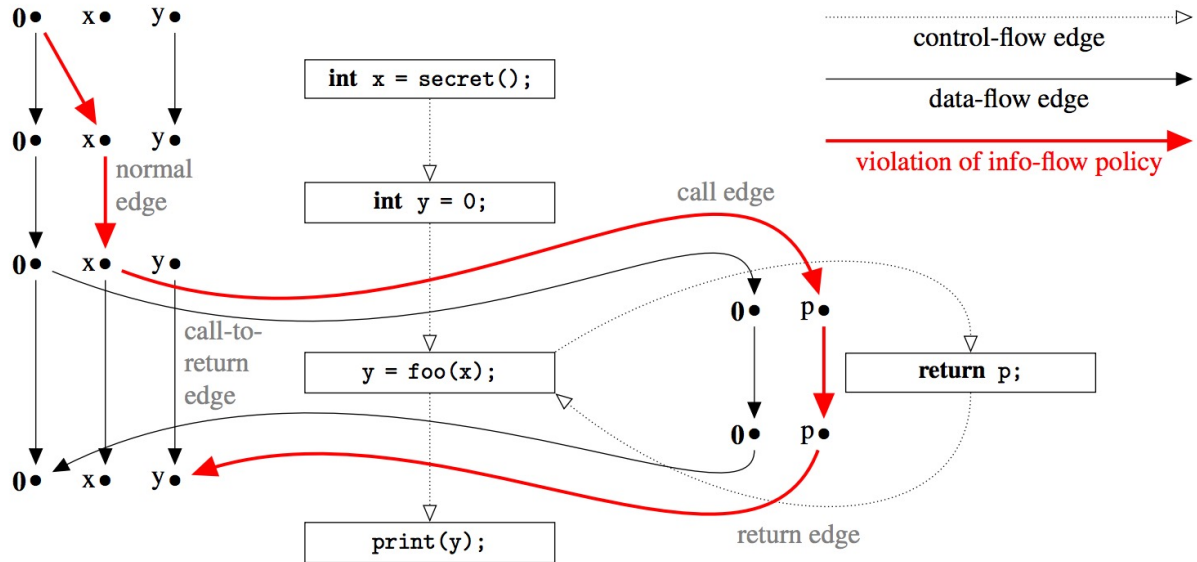 0 x y
control-flow edge
int x = secret();
data-flow edge
0 x y
violation of info-flow policy
normal
edge
int y = 0;
call edge
0 x y
0 p
call-to-
return
edge
y = foo(x);
return p;
0 p
0 x y
print(y);
return edge